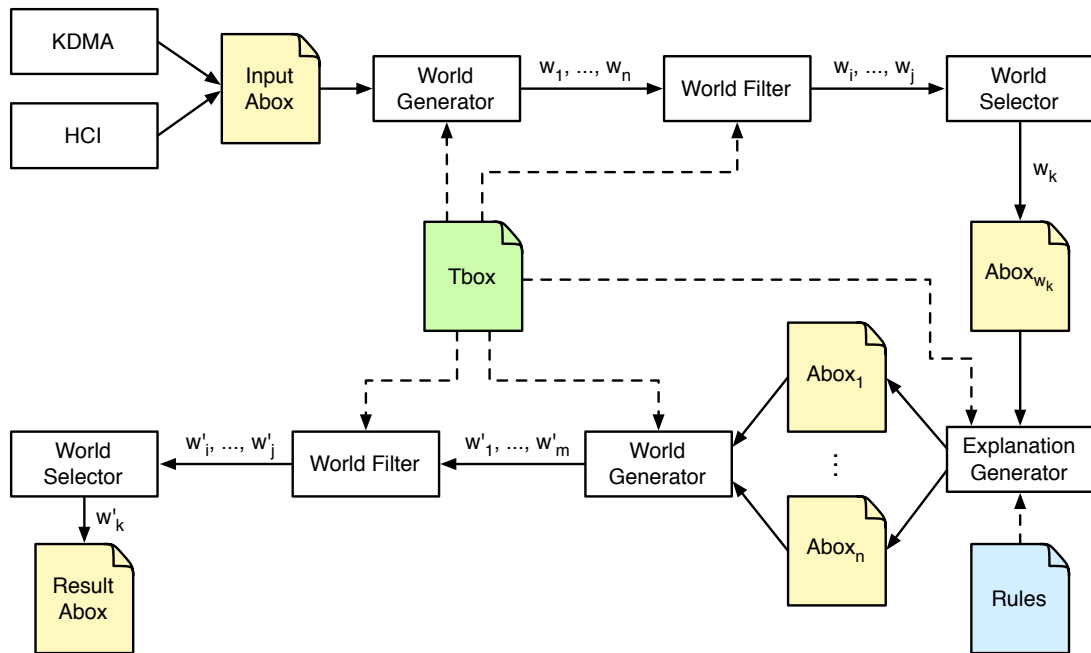 KDMA
HCI
Input
Abox
World
Generator
w₁, ..., wₙ
World Filter
wᵢ, ..., wⱼ
World
Selector
wₖ
Tbox
Abox_wₖ
Abox₁
⋮
Aboxₙ
Explanation
Generator
Rules
World
Generator
w'₁, ..., w'ₘ
World Filter
w'ᵢ, ..., w'ⱼ
World
Selector
w'ₖ
Result
Abox